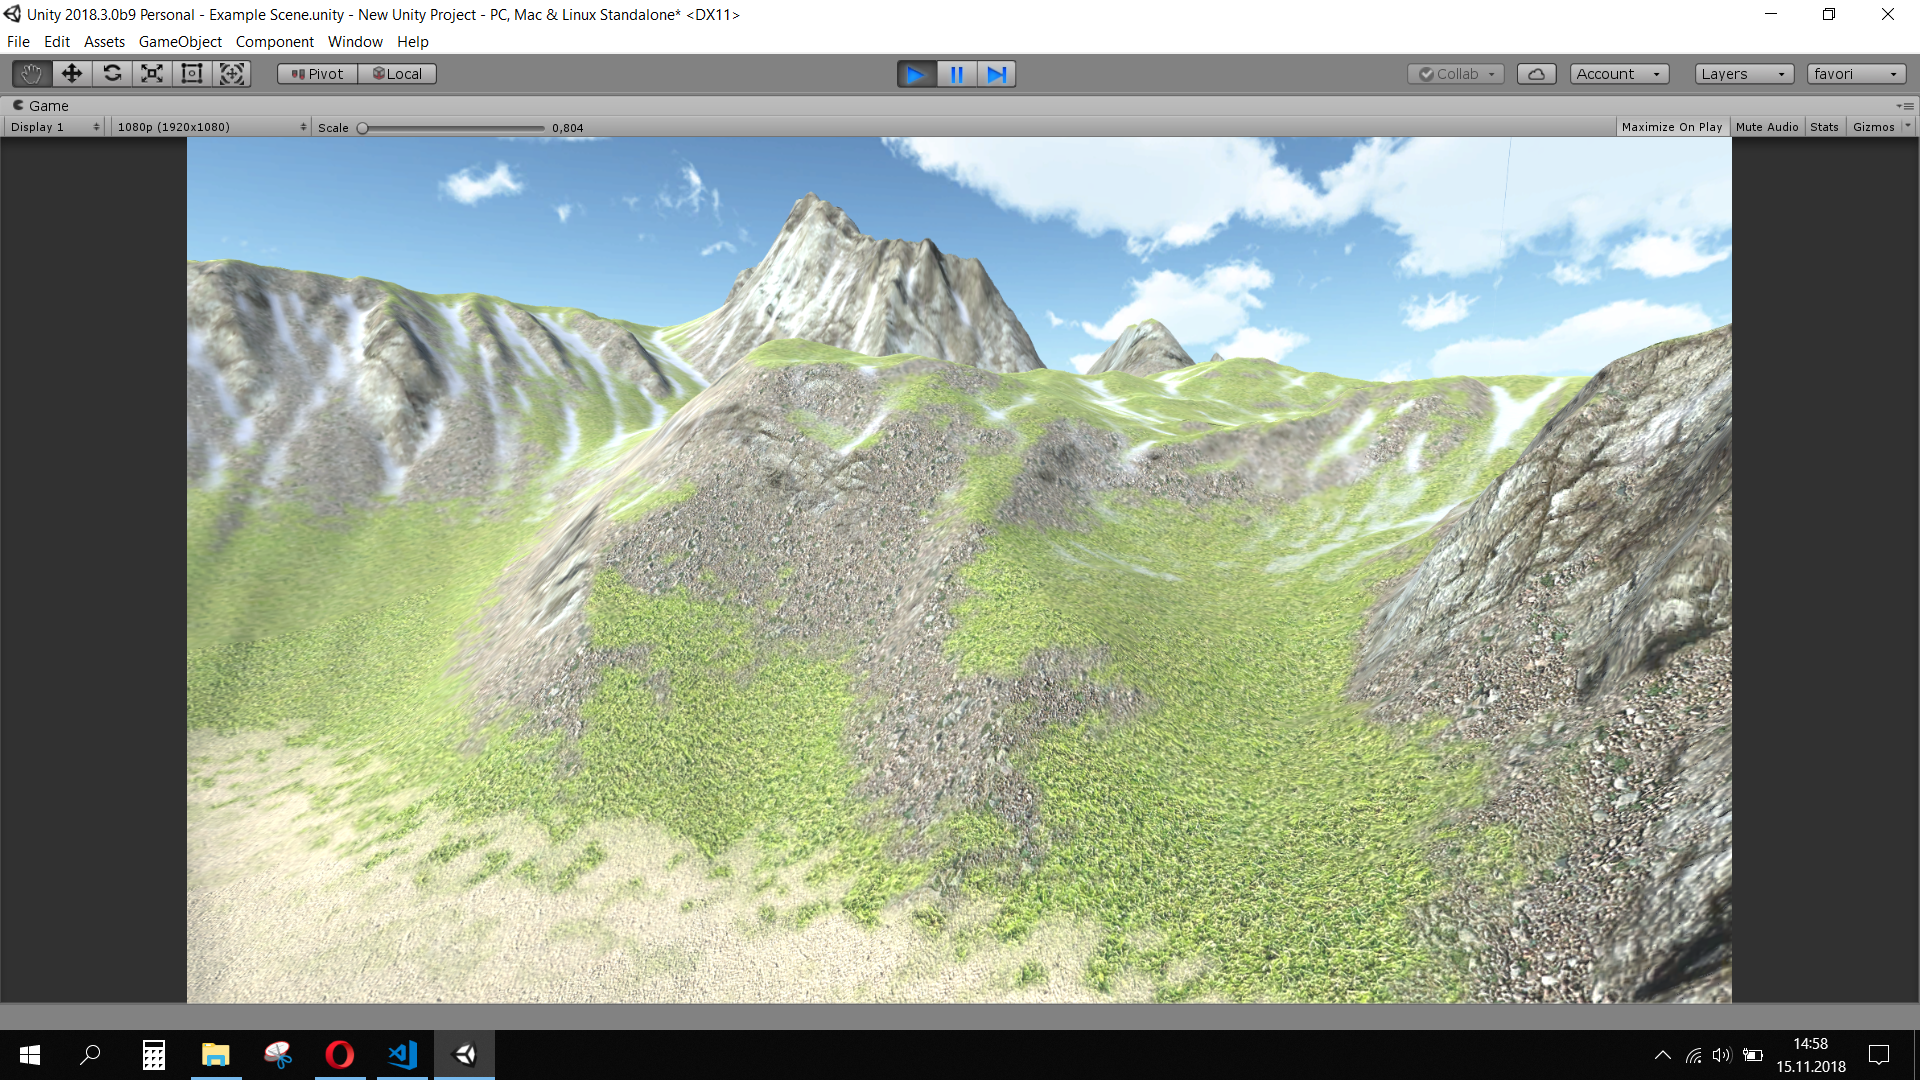 Unity 2018.3.0b9 Personal - Example Scene.unity - New Unity Project - PC, Mac & Linux Standalone* <DX11>
File Edit Assets GameObject Component Window Help
Pivot Local Collab Account Layers favori
Game
Display 1 1080p (1920x1080) Scale 0,804 Maximize On Play Mute Audio Stats Gizmos
14:58
15.11.2018